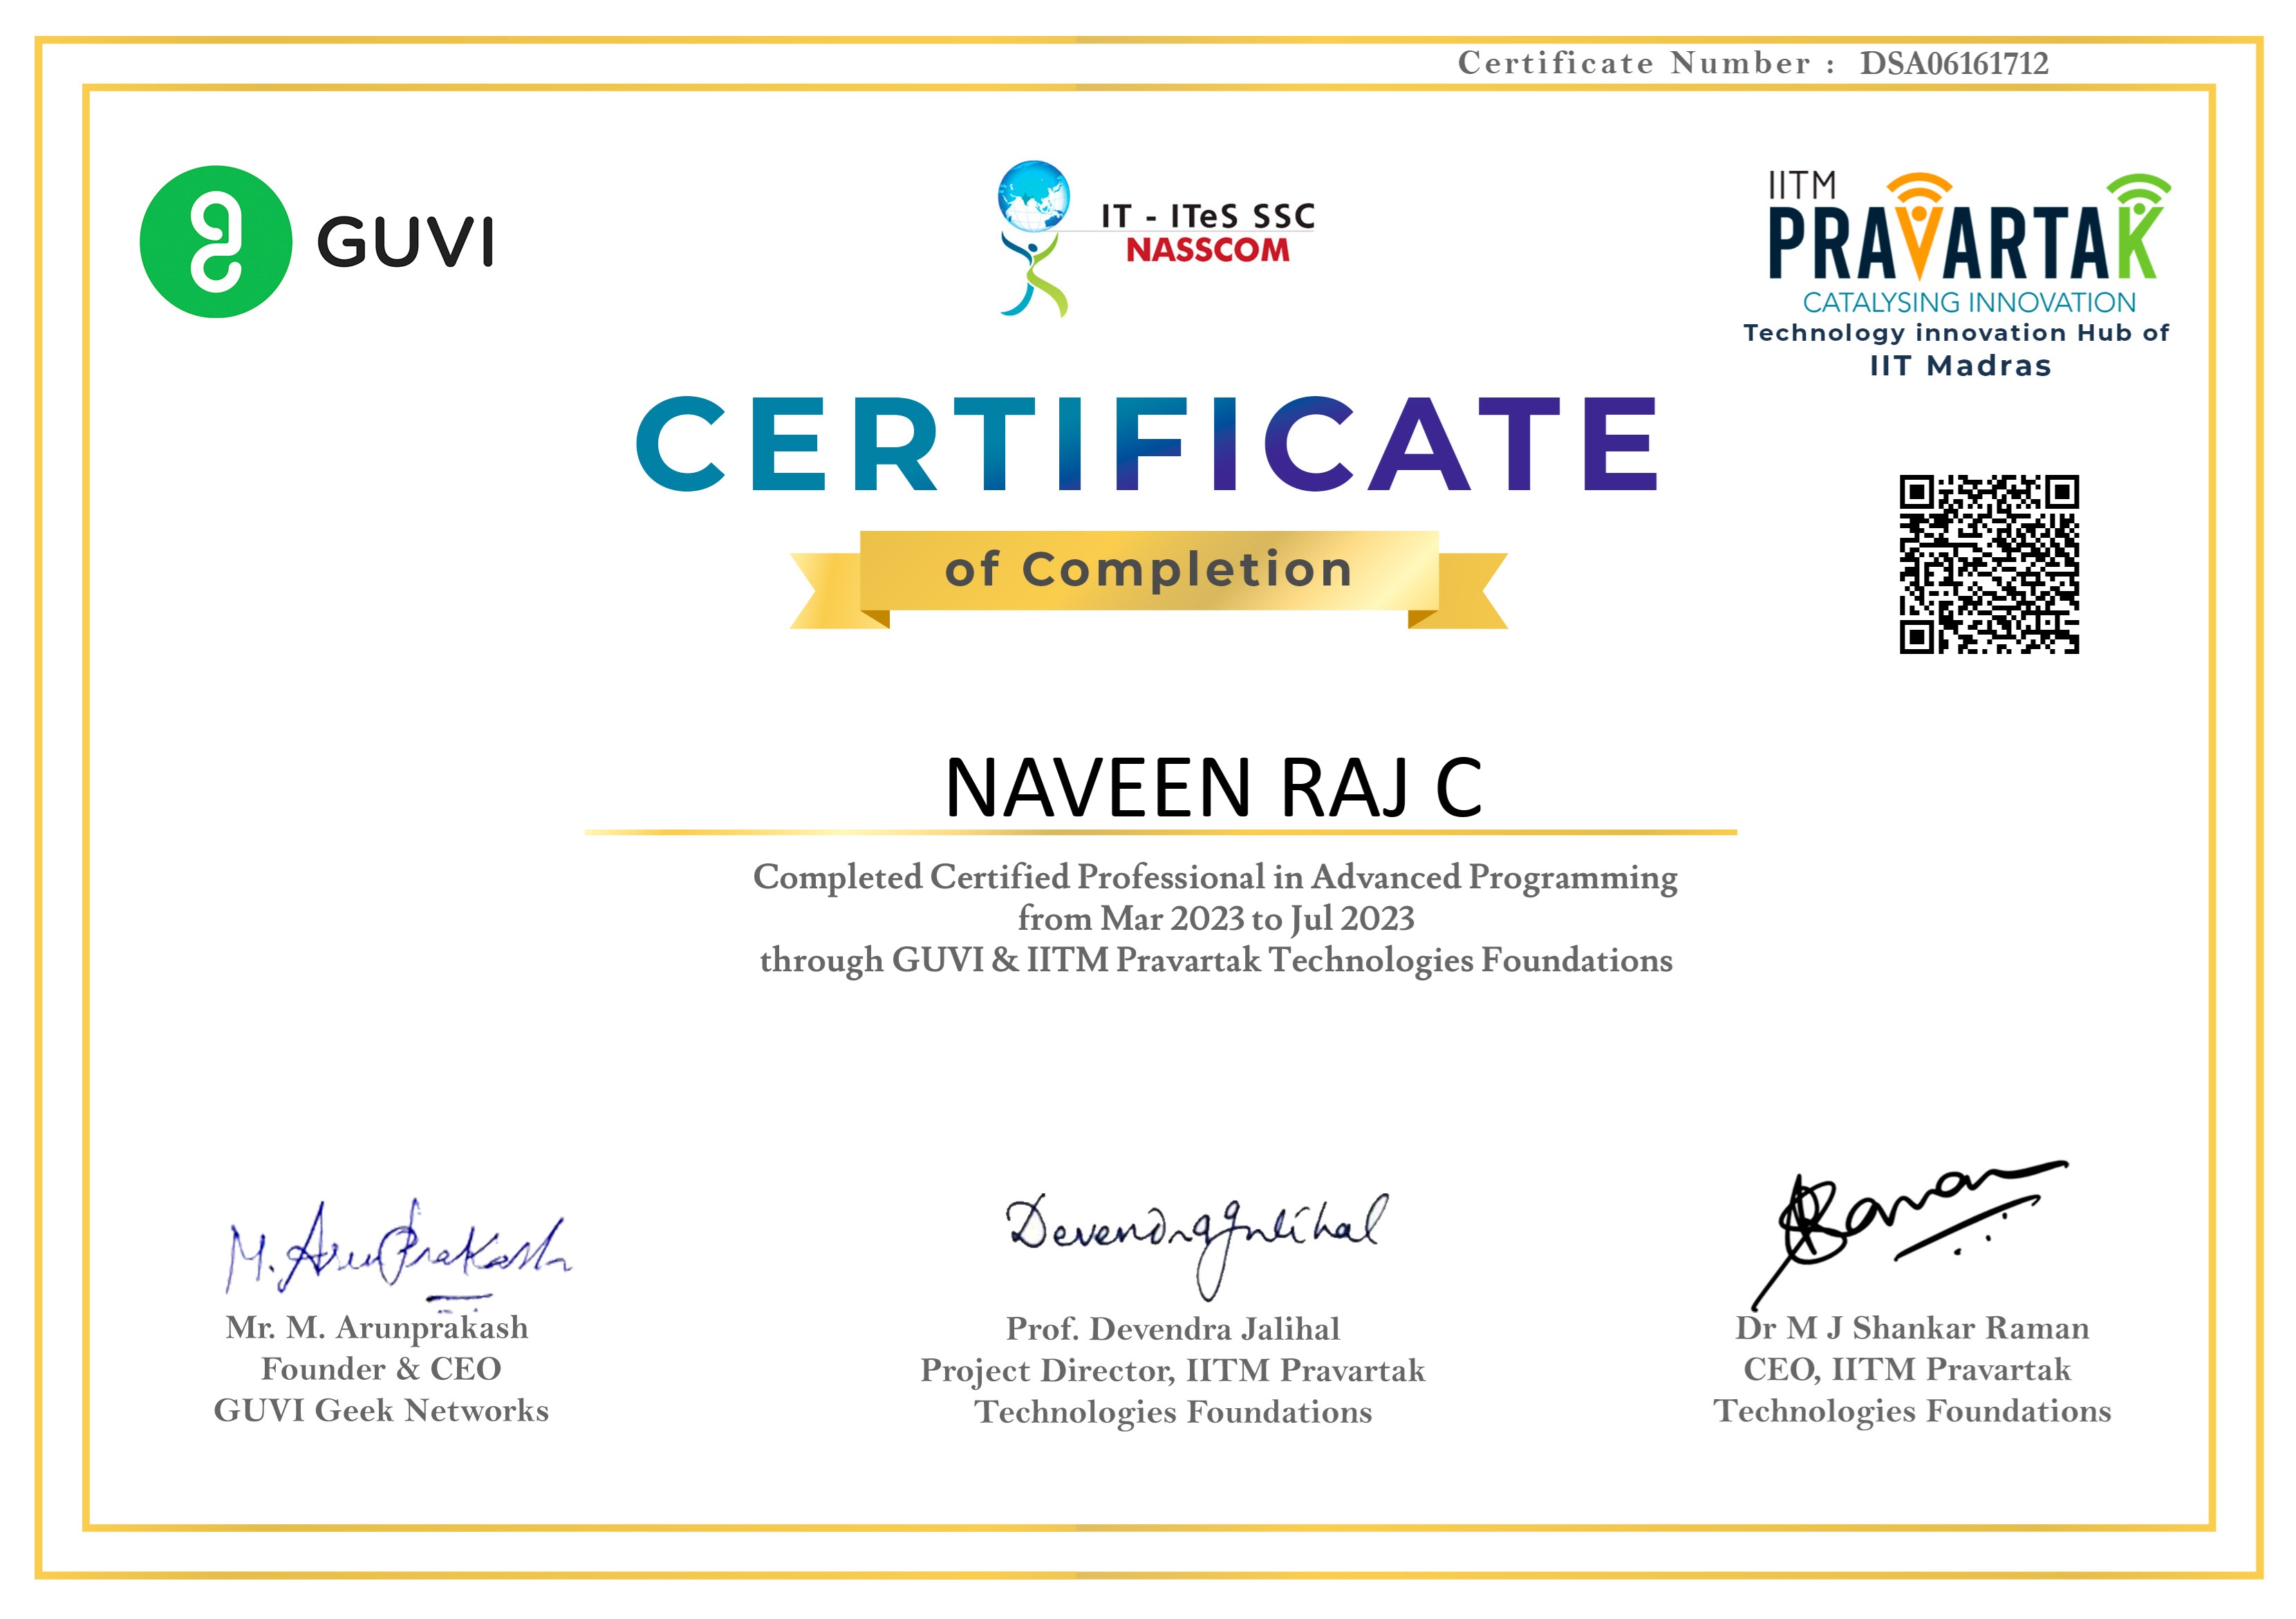 Certificate Number : DSA06161712
GUVI
IT - ITeS SSC
NASSCOM
IITM
PRAVARTAK
CATALYSING INNOVATION
Technology innovation Hub of
IIT Madras
CERTIFICATE
of Completion
NAVEEN RAJ C
Completed Certified Professional in Advanced Programming
from Mar 2023 to Jul 2023
through GUVI & IITM Pravartak Technologies Foundations
M. ArunPrakash
Mr. M. Arunprakash
Founder & CEO
GUVI Geek Networks
Devendra Jalihal
Prof. Devendra Jalihal
Project Director, IITM Pravartak
Technologies Foundations
Raman
Dr M J Shankar Raman
CEO, IITM Pravartak
Technologies Foundations